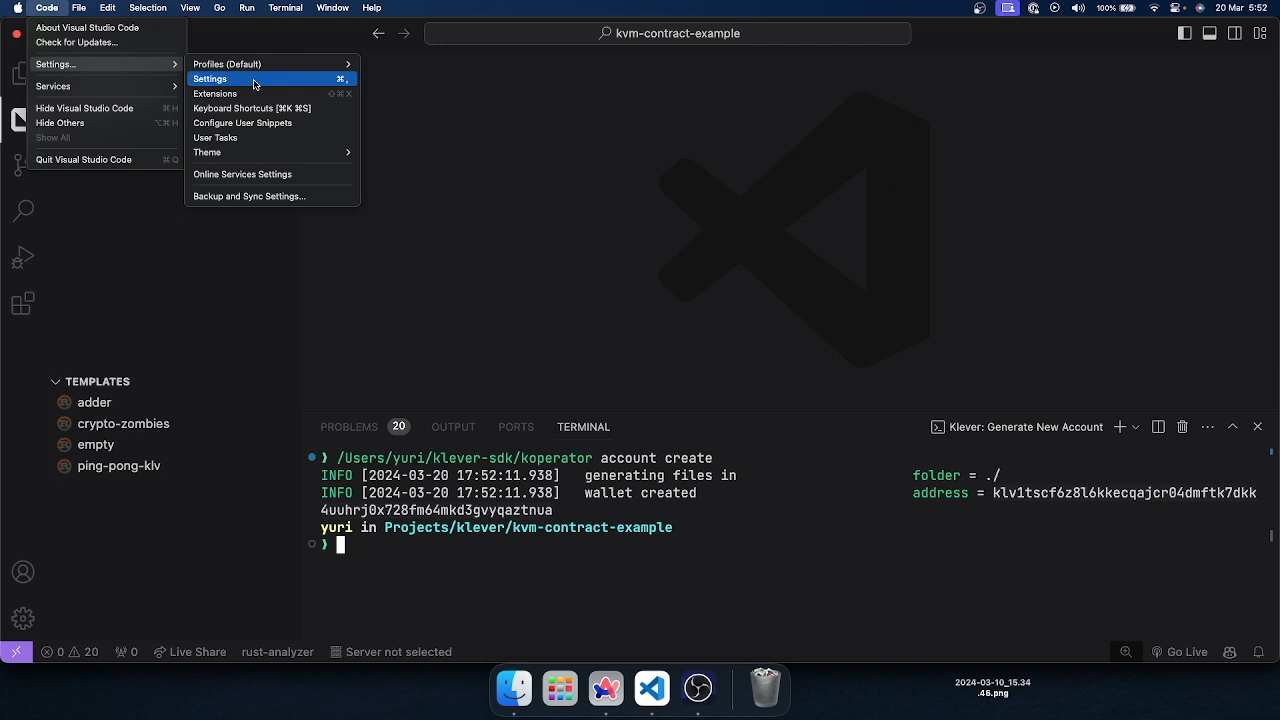 Code File Edit Selection View Go Run Terminal Window Help 100% 20 Mar 5:52
About Visual Studio Code
Check for Updates...
Settings...
Services
Hide Visual Studio Code ⌘ H
Hide Others ⌥⌘ H
Show All
Quit Visual Studio Code ⌘ Q
Profiles (Default)
Settings ⌘ ,
Extensions ⇧⌘ X
Keyboard Shortcuts [⌘K ⌘S]
Configure User Snippets
User Tasks
Theme
Online Services Settings
Backup and Sync Settings...
kvm-contract-example
TEMPLATES
adder
crypto-zombies
empty
ping-pong-klv
PROBLEMS 20 OUTPUT PORTS TERMINAL Klever: Generate New Account
❯ /Users/yuri/klever-sdk/koperator account create
INFO [2024-03-20 17:52:11.938] generating files in folder = ./
INFO [2024-03-20 17:52:11.938] wallet created address = klv1tscf6z8l6kkecqajcr04dmftk7dkk
4uuhrj0x728fm64mkd3gvyqaztnua
yuri in Projects/klever/kvm-contract-example
❯
0 20 0 Live Share rust-analyzer Server not selected Go Live
2024-03-10_15.34
.46.png